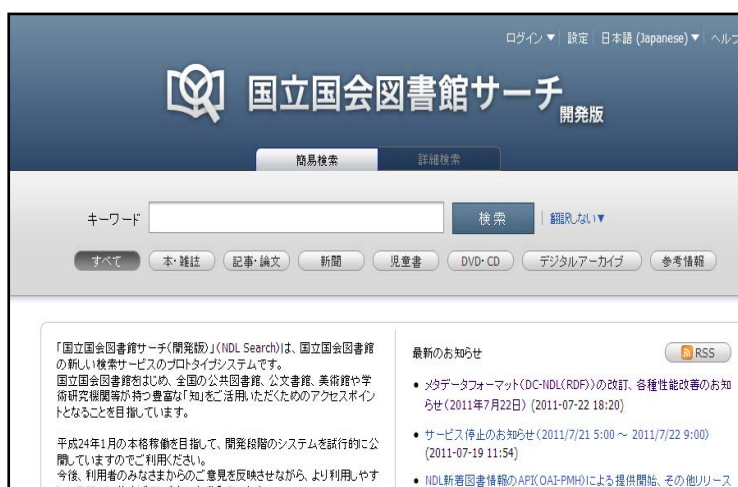 ログイン▼ 設定 日本語 (Japanese)▼ ヘルプ
国立国会図書館サーチ
開発版
簡易検索 詳細検索
キーワード 検索 翻訳しない▼
すべて 本・雑誌 記事・論文 新聞 児童書 DVD・CD デジタルアーカイブ 参考情報
「国立国会図書館サーチ(開発版)」(NDL Search)は、国立国会図書館
の新しい検索サービスのプロトタイプシステムです。
国立国会図書館をはじめ、全国の公共図書館、公文書館、美術館や学
術研究機関等が持つ豊富な「知」をご活用いただくためのアクセスポイン
トとなることを目指しています。
平成24年1月の本格稼働を目指して、開発段階のシステムを試行的に公
開していますのでご利用ください。
今後、利用者のみなさまからのご意見を反映させながら、より利用しやす
最新のお知らせ RSS
• メタデータフォーマット(DC-NDL(RDF))の改訂、各種性能改善のお知
らせ(2011年7月22日) (2011-07-22 18:20)
• サービス停止のお知らせ(2011/7/21 5:00 ~ 2011/7/22 9:00)
(2011-07-19 11:54)
• NDL新着図書情報のAPI(OAI-PMH)による提供開始、その他リリース